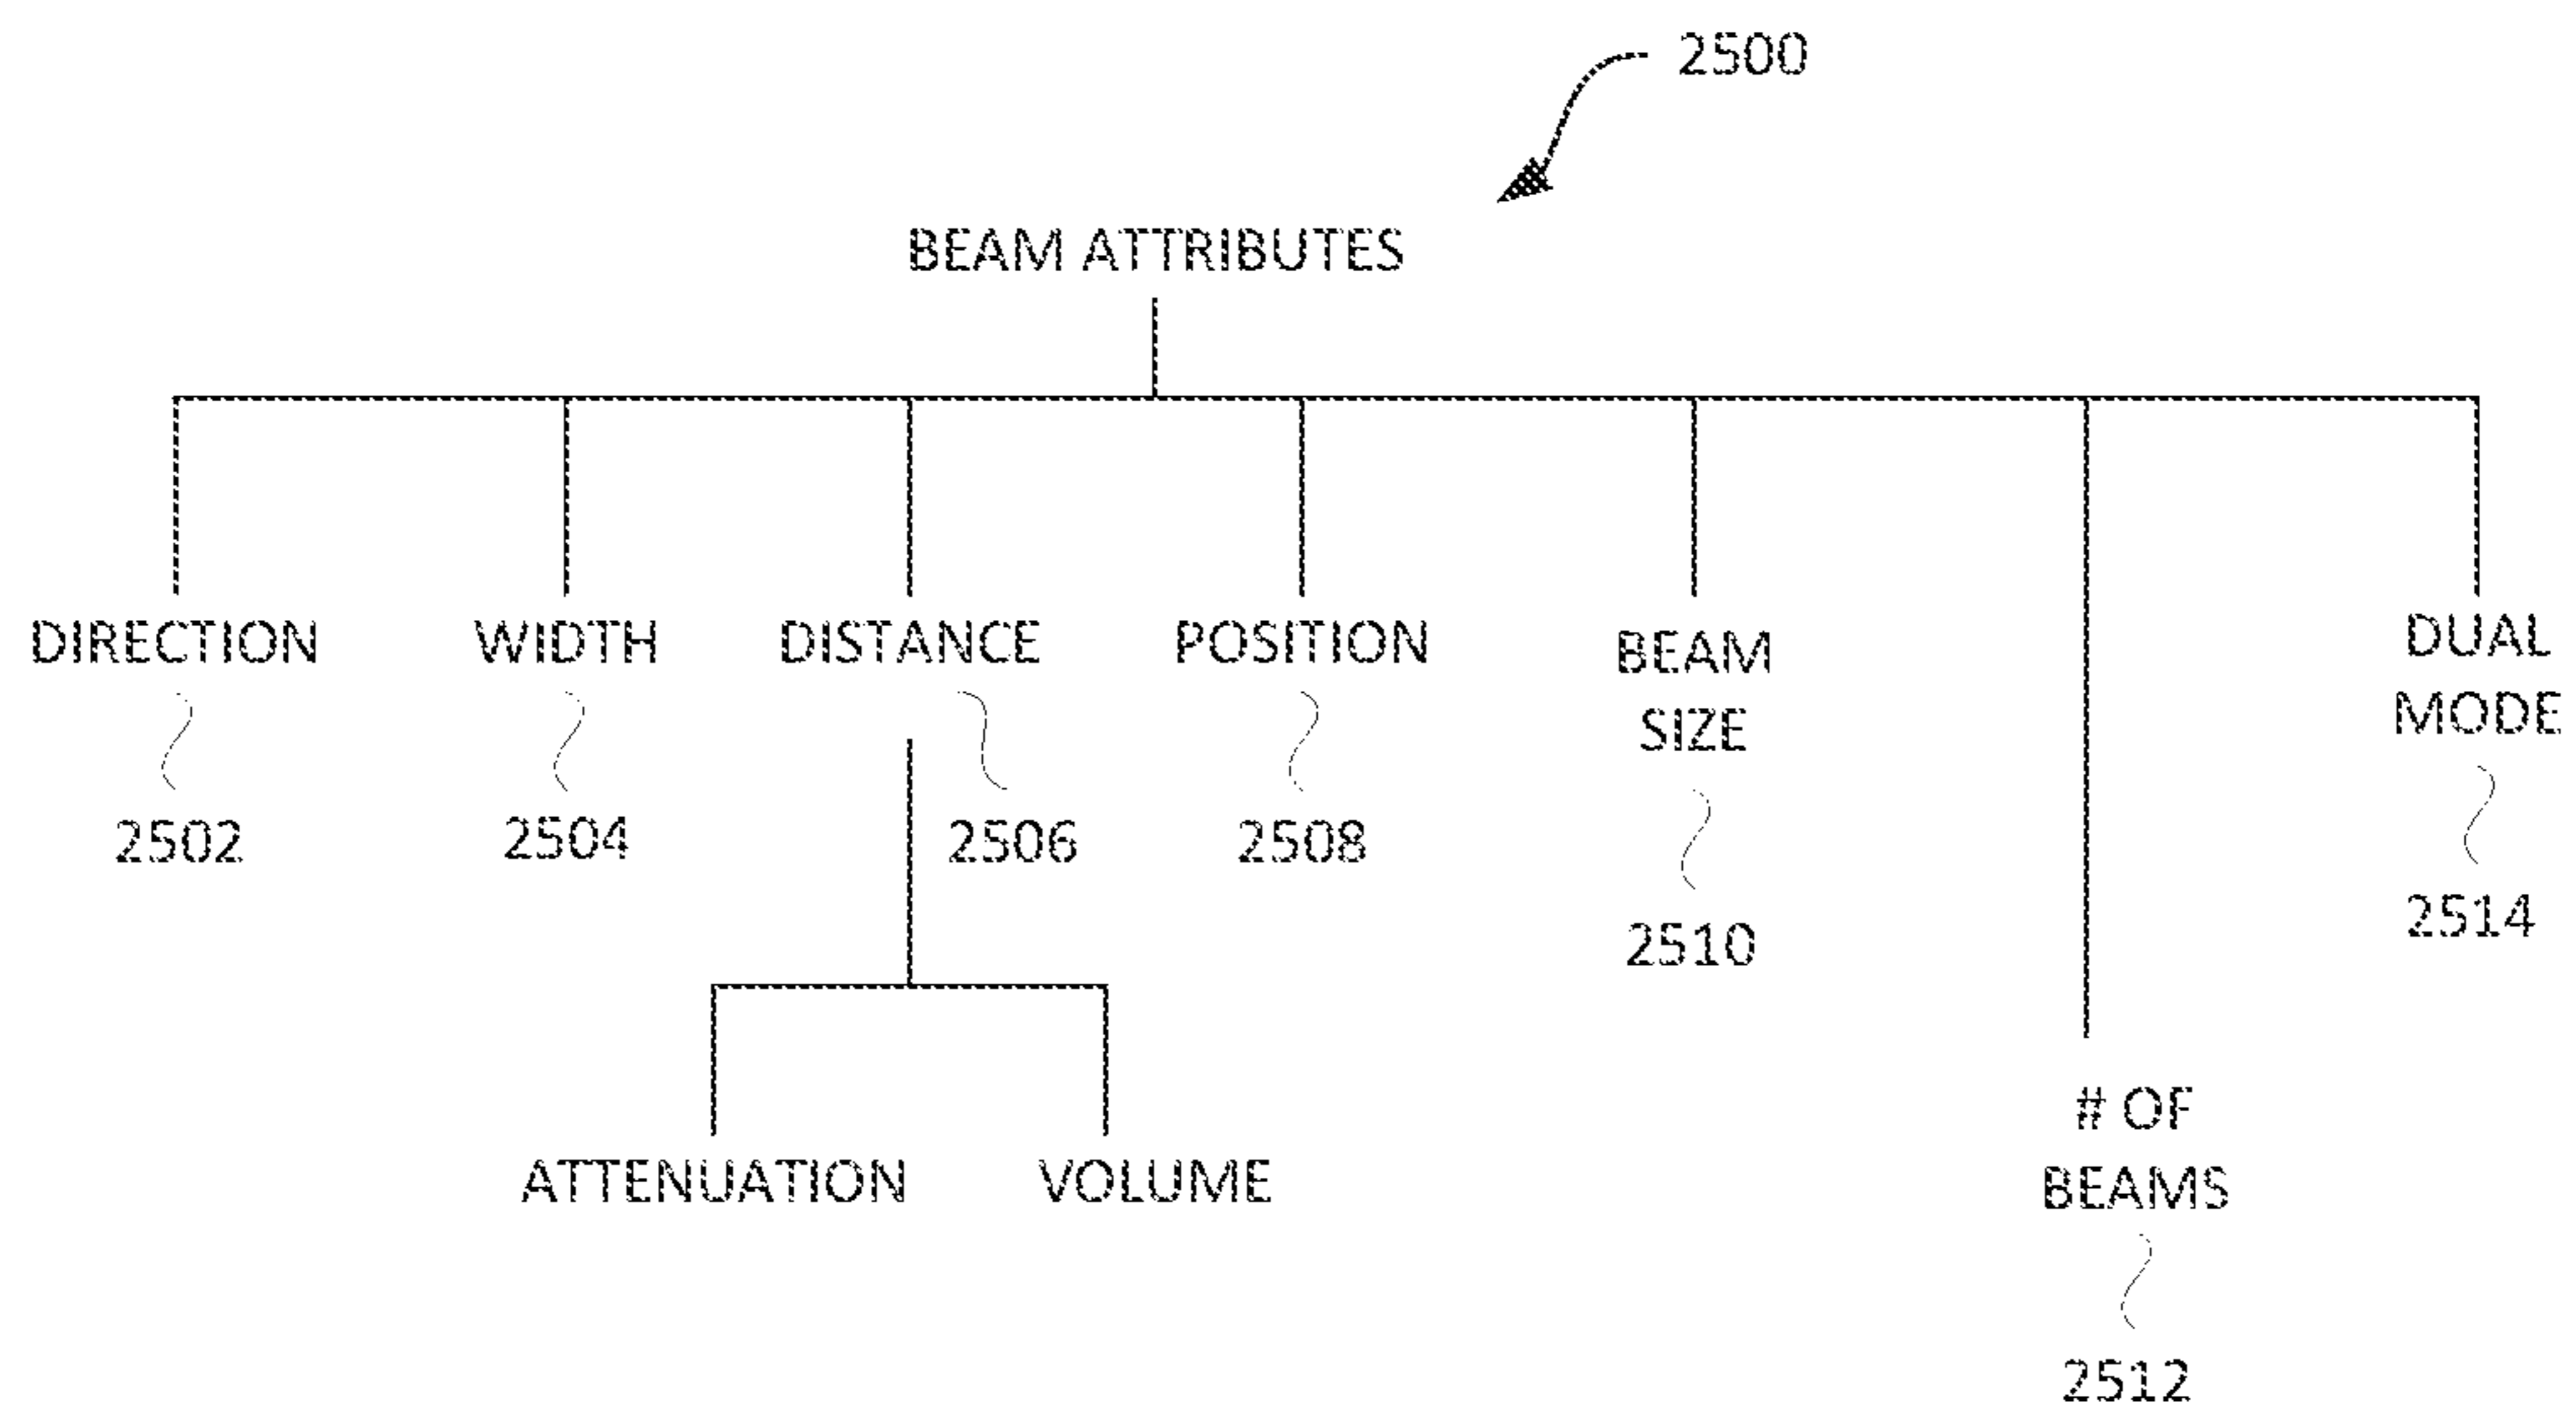 2500
BEAM ATTRIBUTES
DIRECTION
2502
WIDTH
2504
DISTANCE
2506
ATTENUATION
VOLUME
POSITION
2508
BEAM
SIZE
2510
# OF
BEAMS
2512
DUAL
MODE
2514